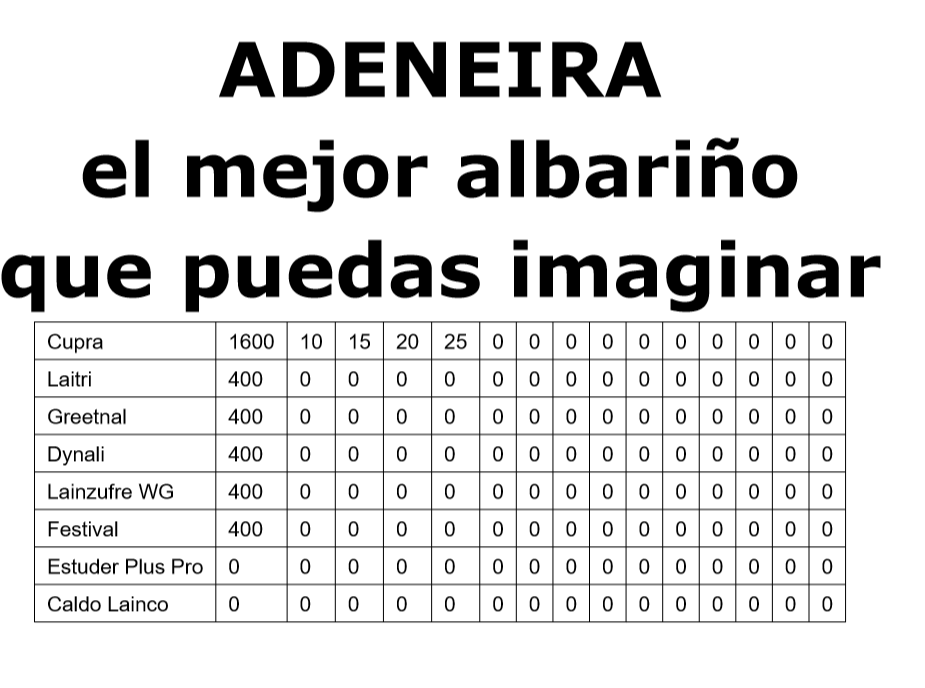 ADENEIRA
el mejor albariño
que puedas imaginar
Cupra 1600 10 15 20 25 0 0 0 0 0 0 0 0 0 0
Laitri 400 0 0 0 0 0 0 0 0 0 0 0 0 0 0
Greetnal 400 0 0 0 0 0 0 0 0 0 0 0 0 0 0
Dynali 400 0 0 0 0 0 0 0 0 0 0 0 0 0 0
Lainzufre WG 400 0 0 0 0 0 0 0 0 0 0 0 0 0 0
Festival 400 0 0 0 0 0 0 0 0 0 0 0 0 0 0
Estuder Plus Pro 0 0 0 0 0 0 0 0 0 0 0 0 0 0 0
Caldo Lainco 0 0 0 0 0 0 0 0 0 0 0 0 0 0 0